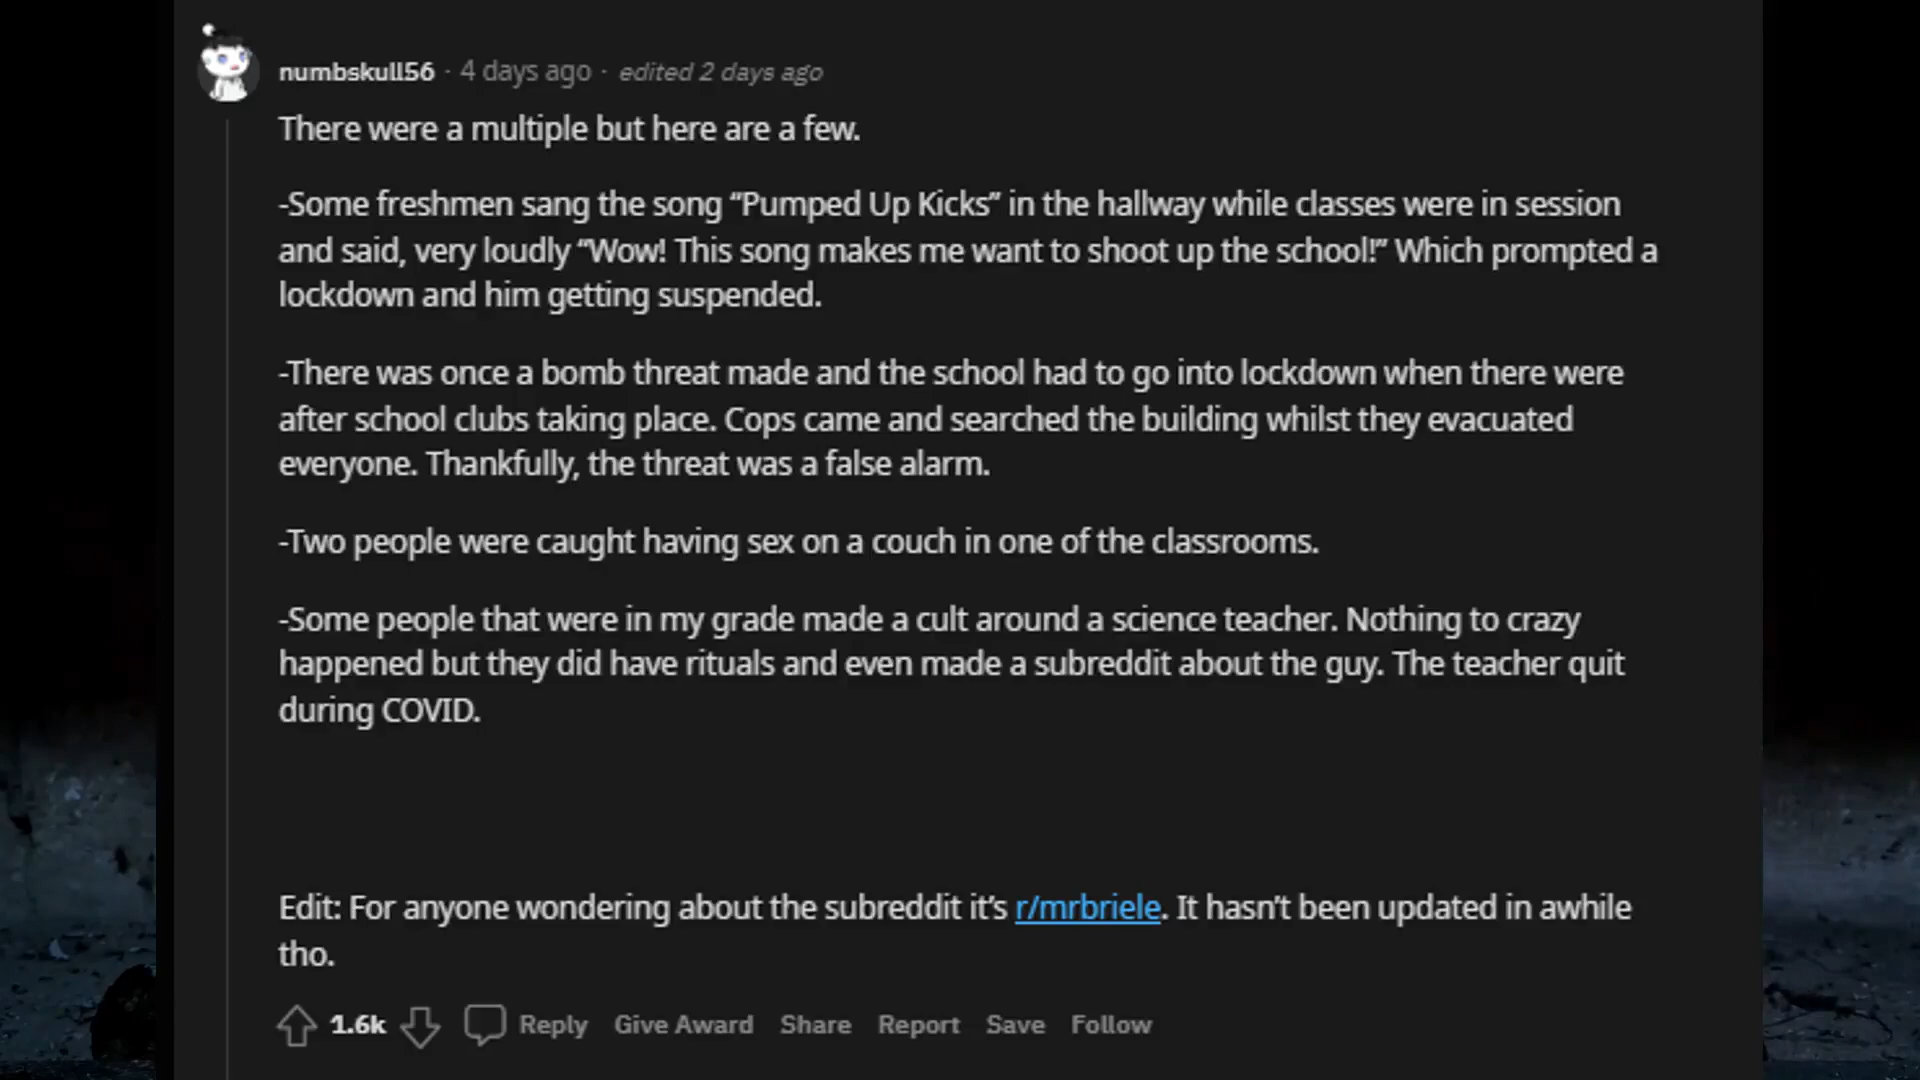 numbskull56 · 4 days ago · edited 2 days ago
There were a multiple but here are a few.
-Some freshmen sang the song “Pumped Up Kicks” in the hallway while classes were in session
and said, very loudly “Wow! This song makes me want to shoot up the school!” Which prompted a
lockdown and him getting suspended.
-There was once a bomb threat made and the school had to go into lockdown when there were
after school clubs taking place. Cops came and searched the building whilst they evacuated
everyone. Thankfully, the threat was a false alarm.
-Two people were caught having sex on a couch in one of the classrooms.
-Some people that were in my grade made a cult around a science teacher. Nothing to crazy
happened but they did have rituals and even made a subreddit about the guy. The teacher quit
during COVID.
Edit: For anyone wondering about the subreddit it’s r/mrbriele. It hasn’t been updated in awhile
tho.
1.6k Reply Give Award Share Report Save Follow